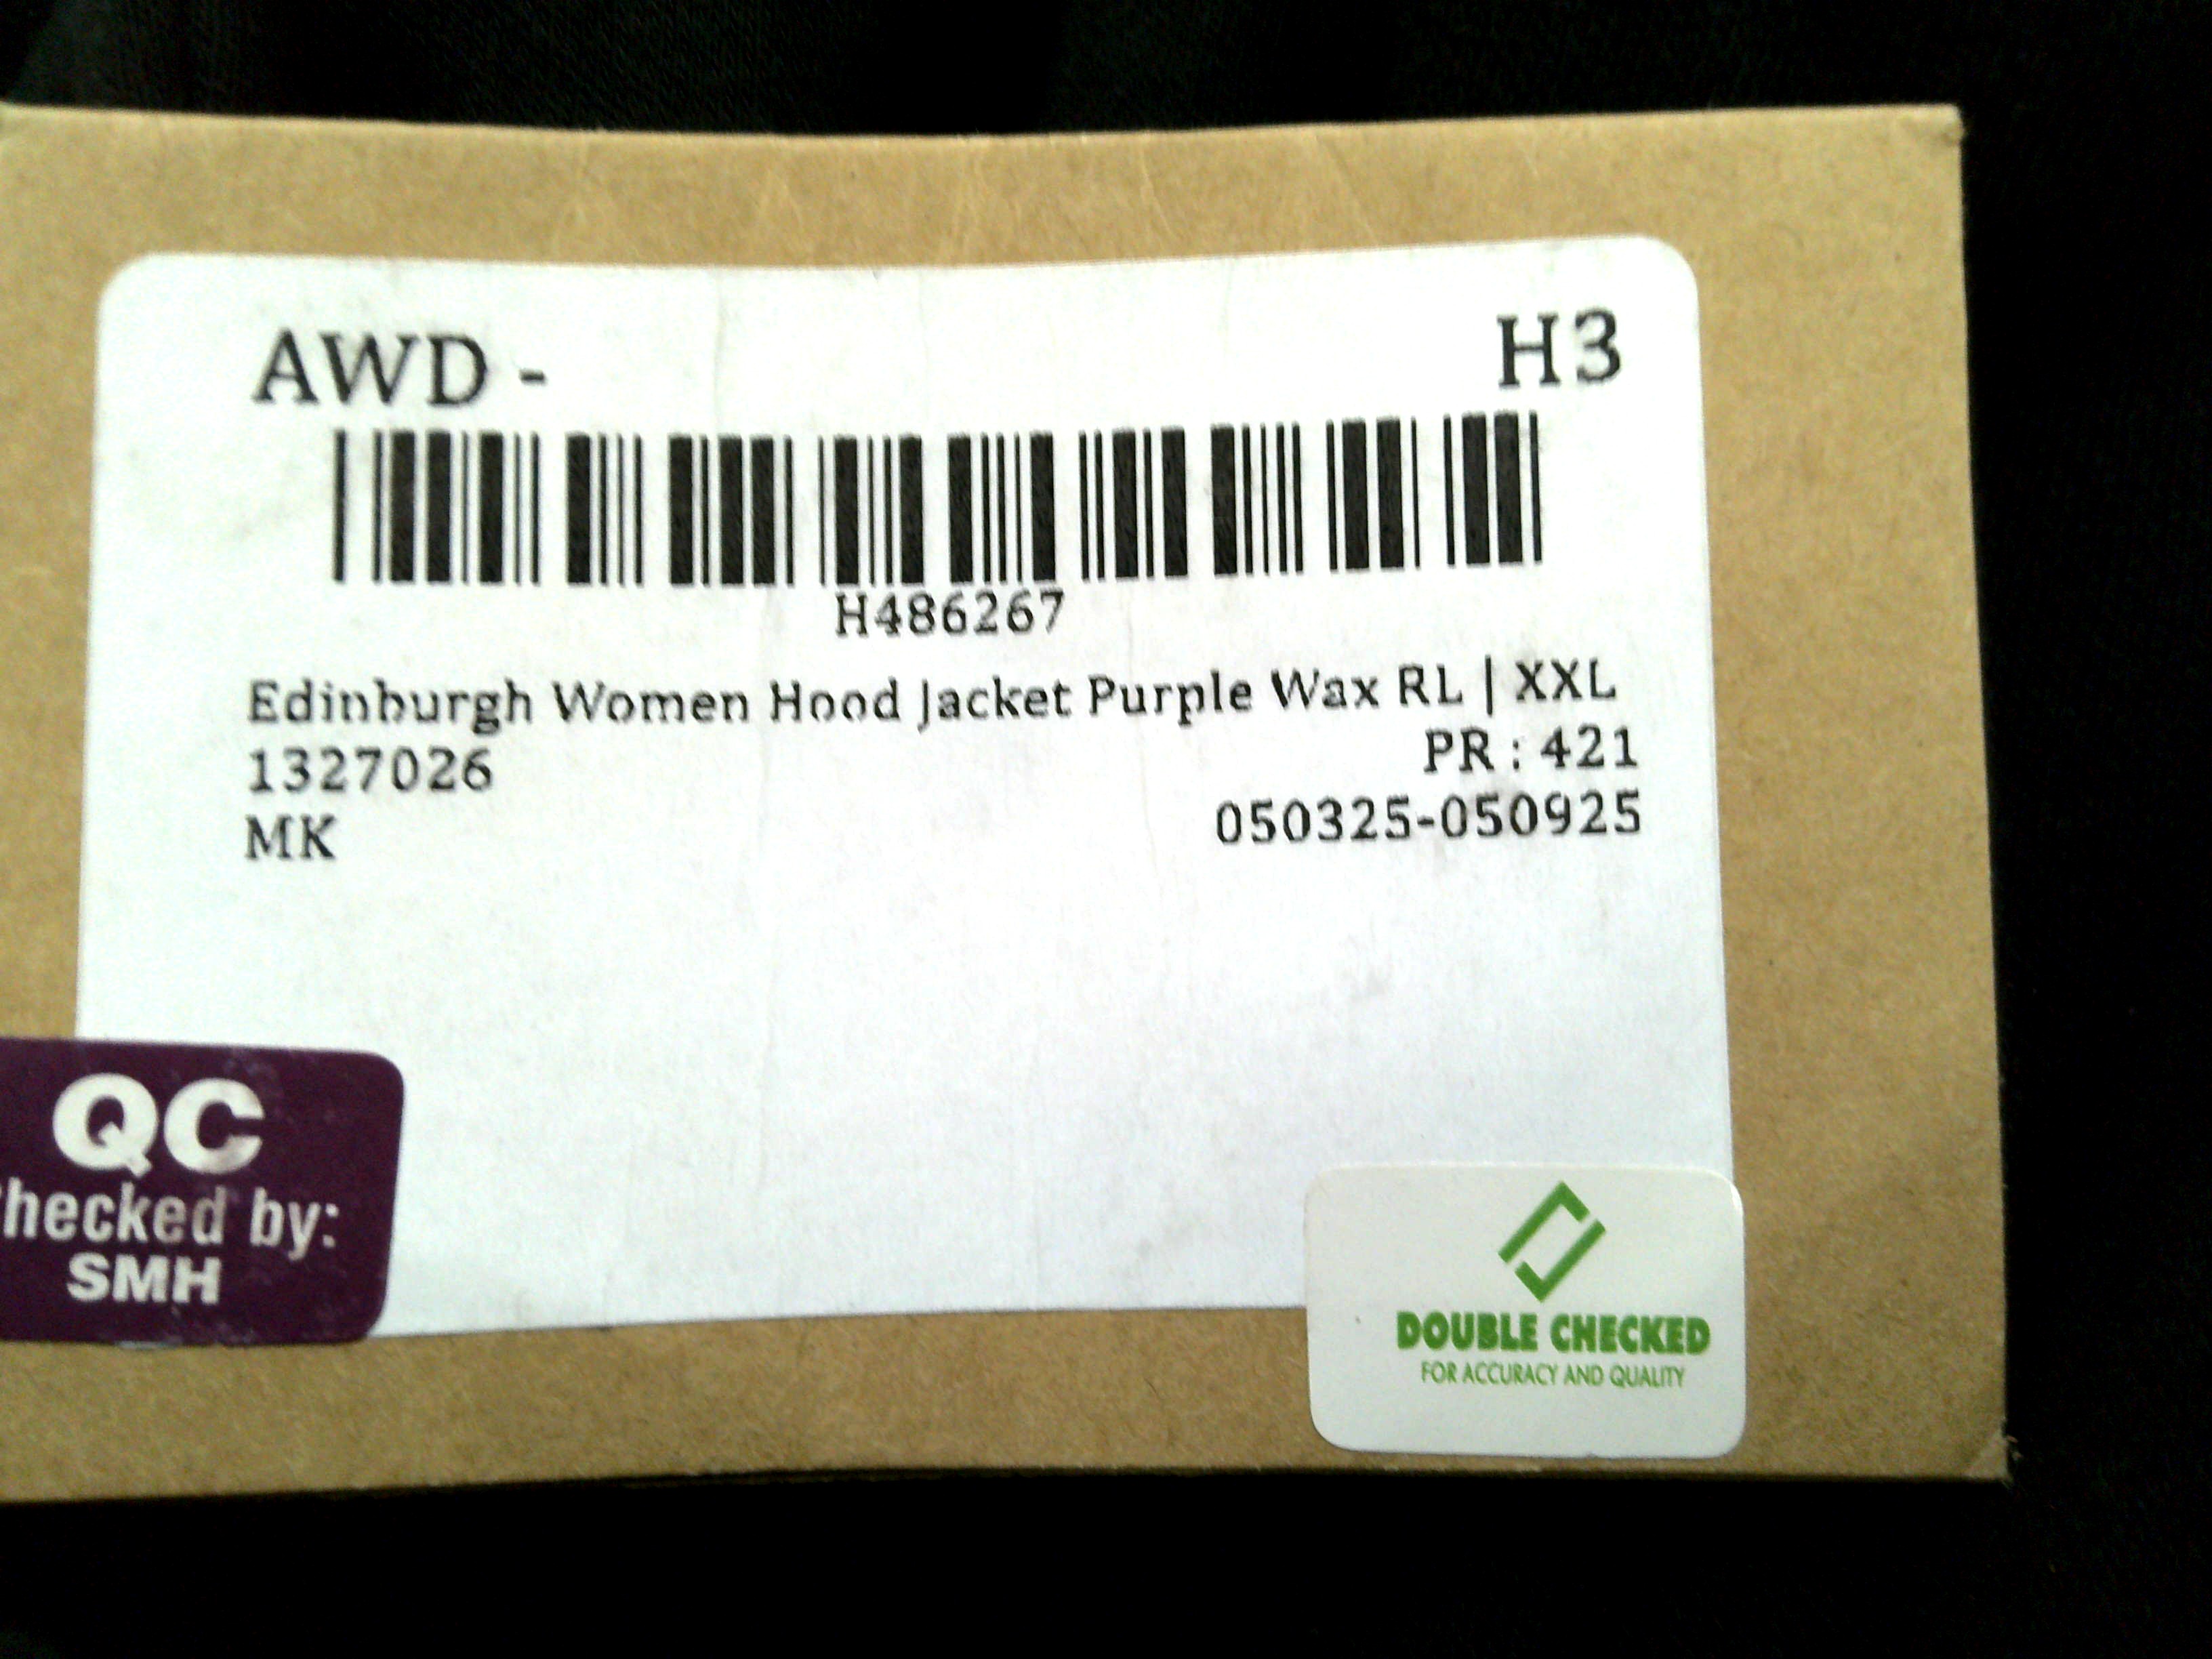 AWD - H3
H486267
Edinburgh Women Hood Jacket Purple Wax RL | XXL
1327026 PR : 421
MK 050325-050925
QC
hecked by:
SMH
DOUBLE CHECKED
FOR ACCURACY AND QUALITY